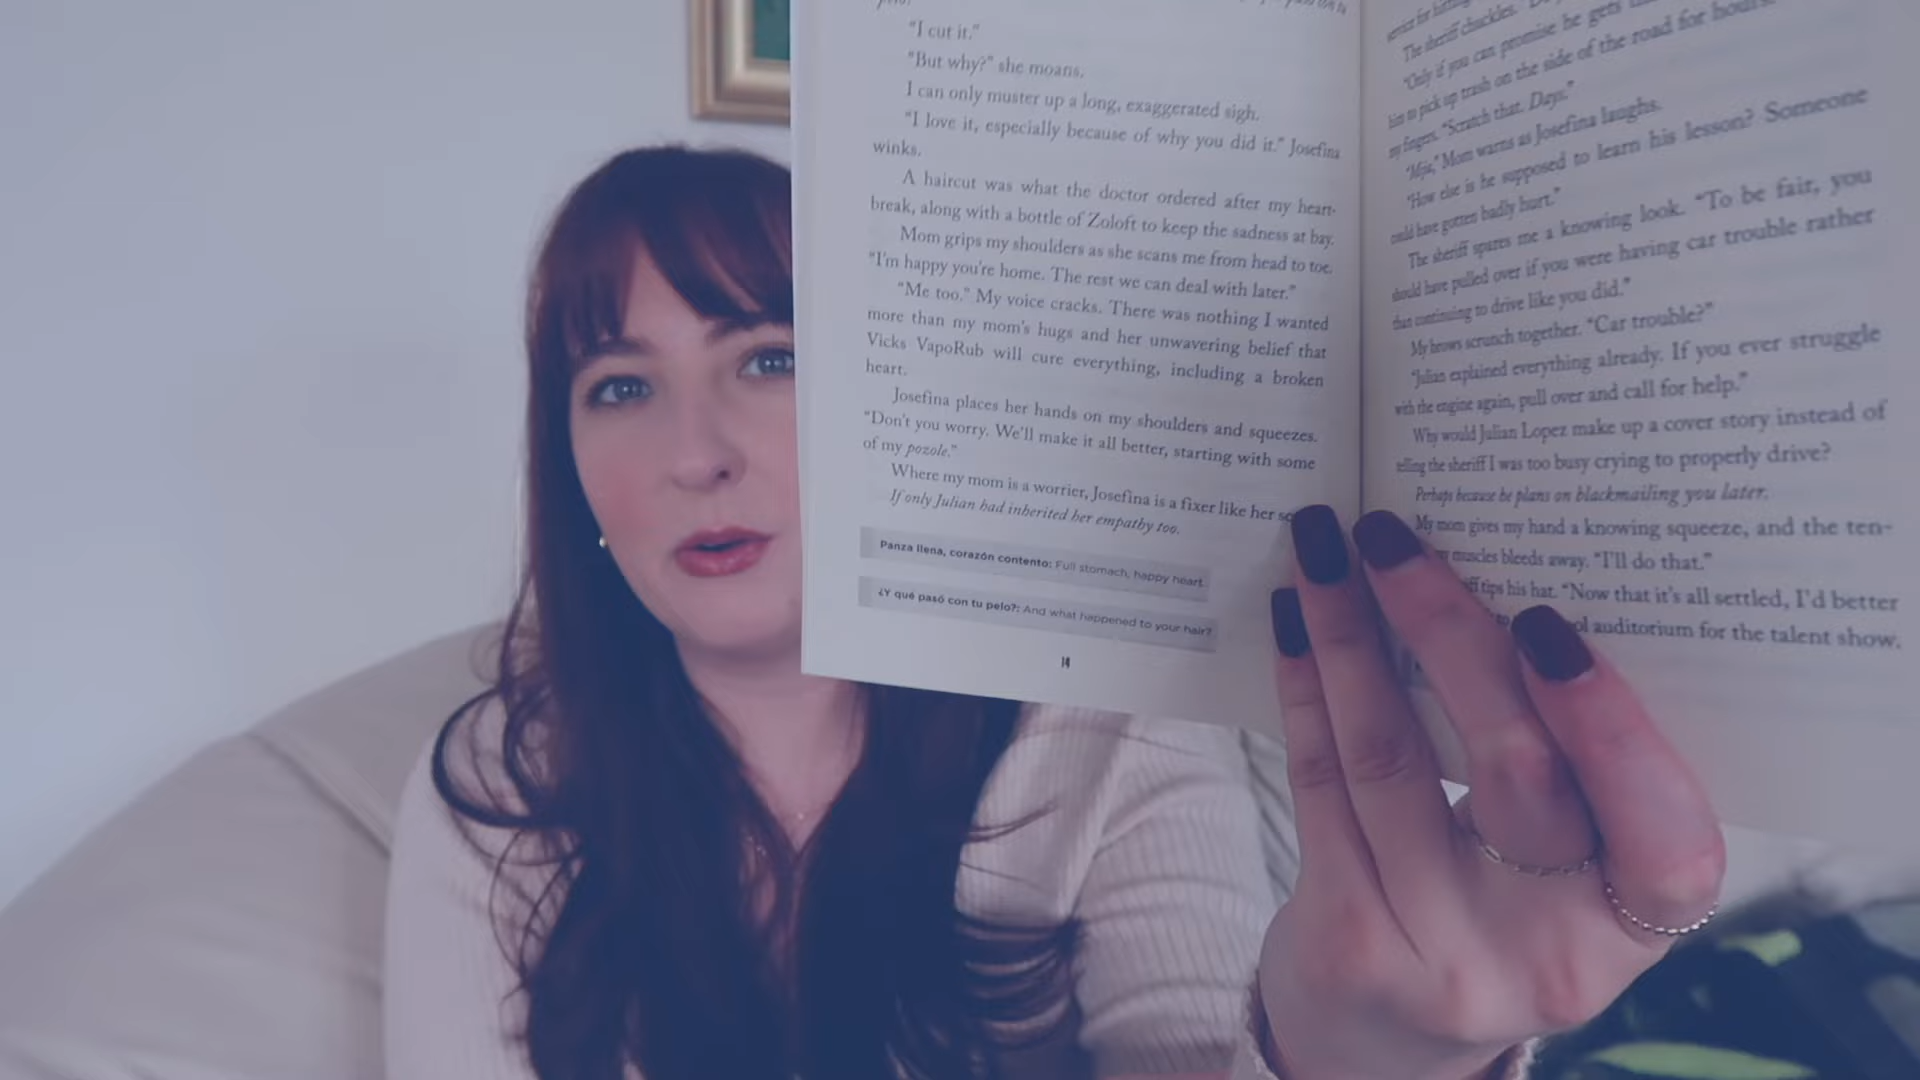 "I cut it."
"But why?" she moans.
I can only muster up a long, exaggerated sigh.
"I love it, especially because of why you did it." Josefina
winks.
A haircut was what the doctor ordered after my heart-
break, along with a bottle of Zoloft to keep the sadness at bay.
Mom grips my shoulders as she scans me from head to toe.
"I'm happy you're home. The rest we can deal with later."
"Me too." My voice cracks. There was nothing I wanted
more than my mom's hugs and her unwavering belief that
Vicks VapoRub will cure everything, including a broken
heart.
Josefina places her hands on my shoulders and squeezes.
"Don't you worry. We'll make it all better, starting with some
of my pozole."
Where my mom is a worrier, Josefina is a fixer like her
If only Julian had inherited her empathy too.
Panza llena, corazón contento: Full stomach, happy heart.
¿Y qué pasó con tu pelo?: And what happened to your hair?
14
The sheriff chuckles.
"Only if you can promise he gets
him to pick up trash on the side of the road for hours.
my fingers. "Scratch that. Days."
"Mija," Mom warns as Josefina laughs.
"How else is he supposed to learn his lesson? Someone
could have gotten badly hurt."
The sheriff spares me a knowing look. "To be fair, you
should have pulled over if you were having car trouble rather
than continuing to drive like you did."
My brows scrunch together. "Car trouble?"
"Julian explained everything already. If you ever struggle
with the engine again, pull over and call for help."
Why would Julian Lopez make up a cover story instead of
telling the sheriff I was too busy crying to properly drive?
Perhaps because he plans on blackmailing you later.
My mom gives my hand a knowing squeeze, and the ten-
muscles bleeds away. "I'll do that."
tips his hat. "Now that it's all settled, I'd better
auditorium for the talent show.